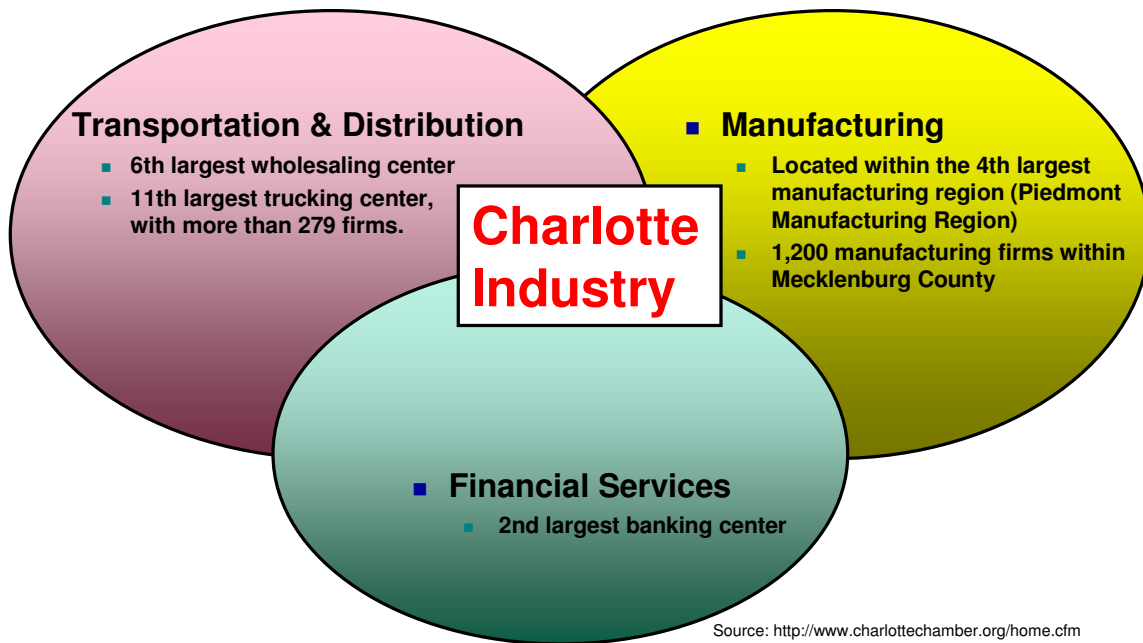 Transportation & Distribution
6th largest wholesaling center
11th largest trucking center,
with more than 279 firms.
Manufacturing
Located within the 4th largest
manufacturing region (Piedmont
Manufacturing Region)
1,200 manufacturing firms within
Mecklenburg County
Charlotte
Industry
Financial Services
2nd largest banking center
Source: http://www.charlottechamber.org/home.cfm